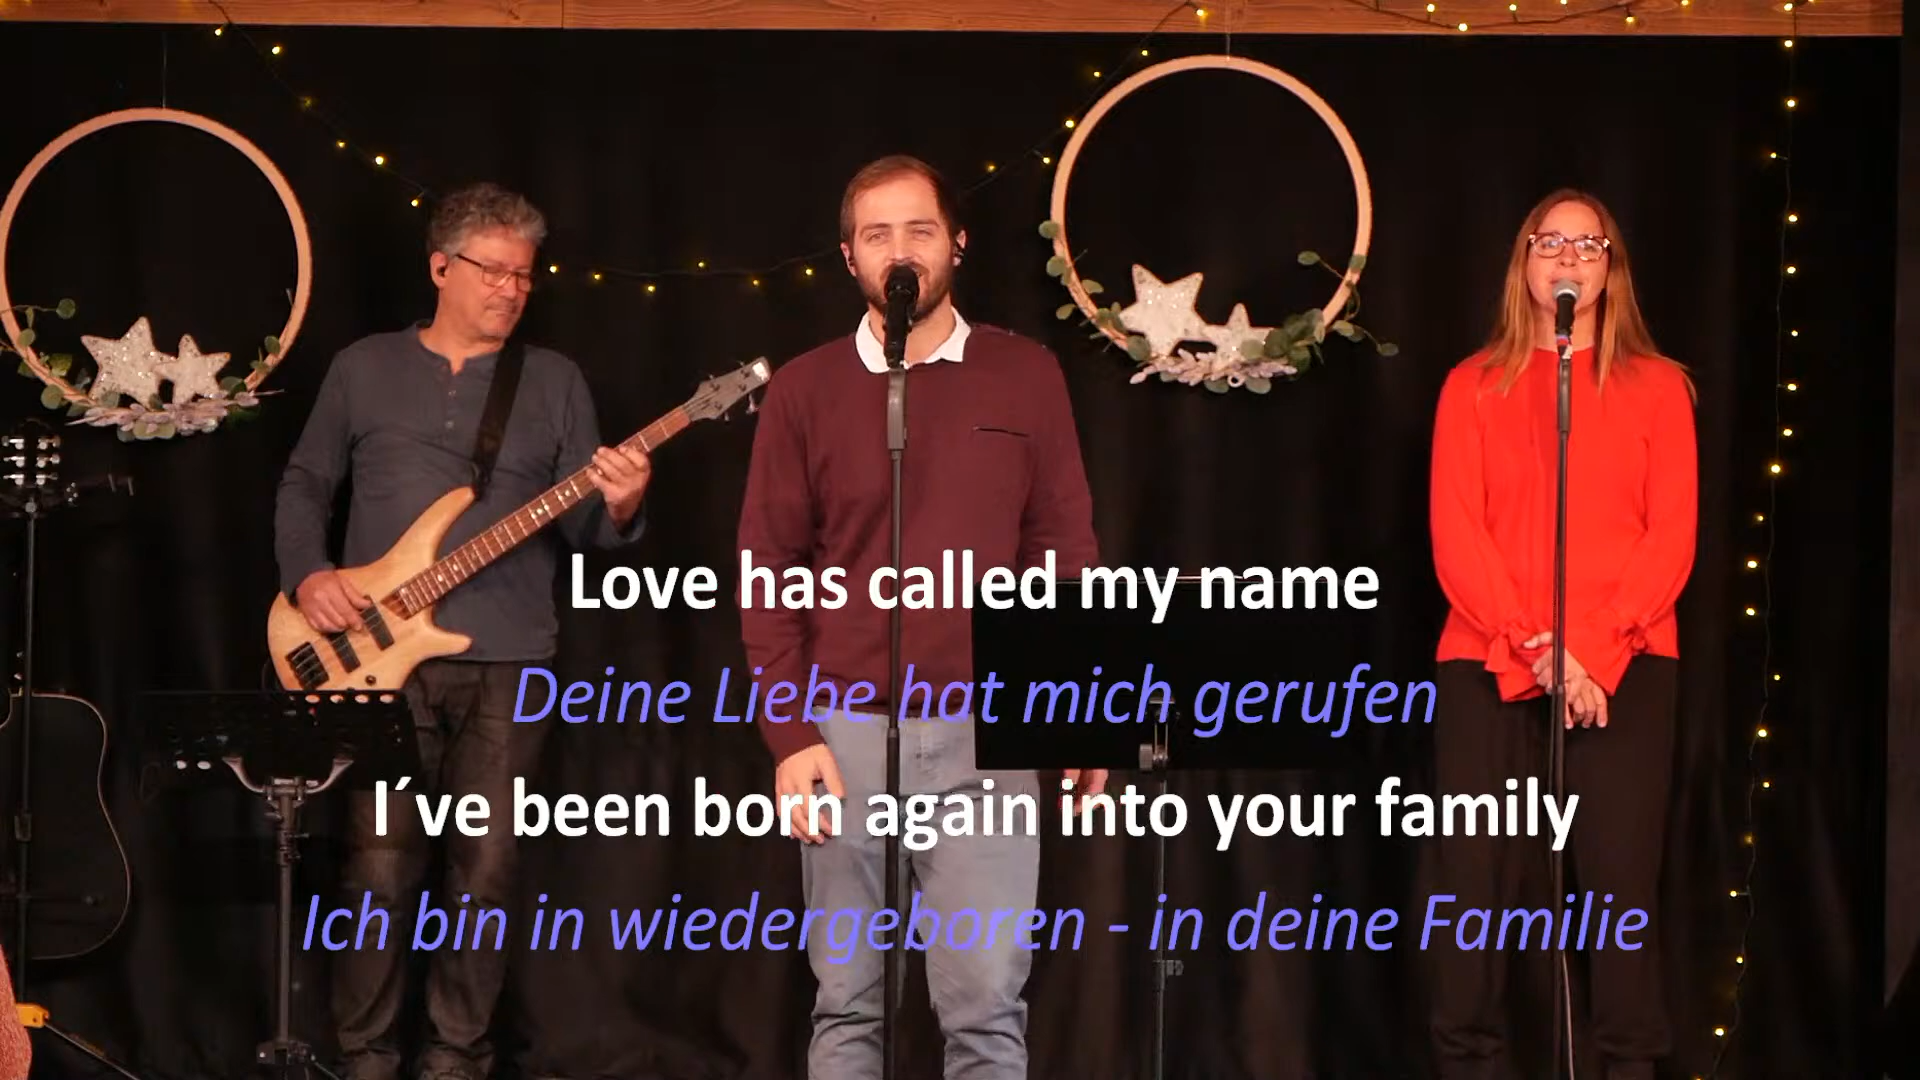 Love has called my name
Deine Liebe hat mich gerufen
I´ve been born again into your family
Ich bin in wiedergeboren - in deine Familie